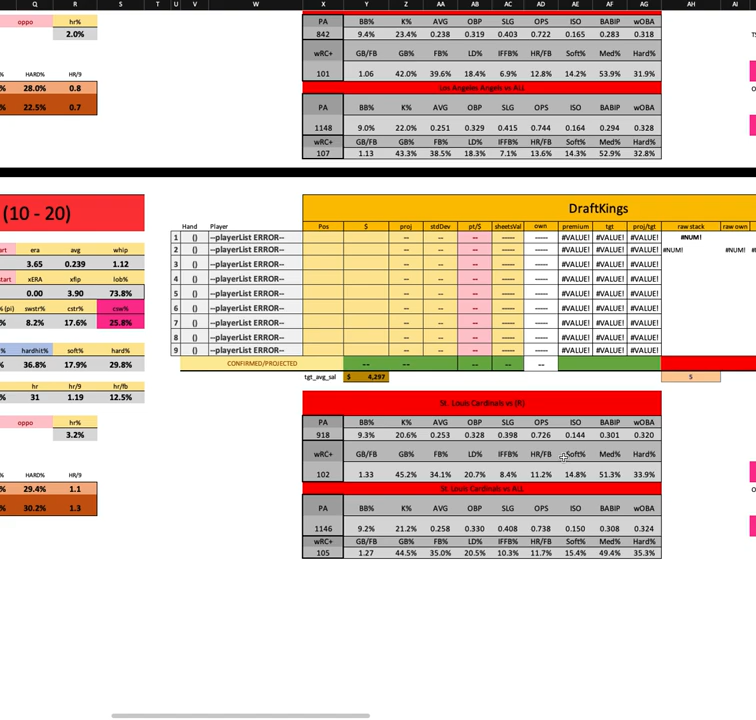 Q R S T U V W X Y Z AA AB AC AD AE AF AG AH AI
oppo hr% PA BB% K% AVG OBP SLG OPS ISO BABIP wOBA
2.0% 842 9.4% 23.4% 0.238 0.319 0.403 0.722 0.165 0.283 0.318
wRC+ GB/FB GB% FB% LD% IFFB% HR/FB Soft% Med% Hard%
% HARD% HR/9 101 1.06 42.0% 39.6% 18.4% 6.9% 12.8% 14.2% 53.9% 31.9%
% 28.0% 0.8 Los Angeles Angels vs ALL
% 22.5% 0.7 PA BB% K% AVG OBP SLG OPS ISO BABIP wOBA
1148 9.0% 22.0% 0.251 0.329 0.415 0.744 0.164 0.294 0.328
wRC+ GB/FB GB% FB% LD% IFFB% HR/FB Soft% Med% Hard%
107 1.13 43.3% 38.5% 18.3% 7.1% 13.6% 14.3% 52.9% 32.8%
(10 - 20) DraftKings
Hand Player Pos $ proj stdDev pt/$ sheetsVal own premium tgt proj/tgt raw stack raw own
1 () --playerList ERROR-- -- -- -- ----- ----- #VALUE! #VALUE! #VALUE! #NUM!
tart era avg whip 2 () --playerList ERROR-- -- -- -- ----- ----- #VALUE! #VALUE! #VALUE! #NUM! #NUM!
3.65 0.239 1.12 3 () --playerList ERROR-- -- -- -- ----- ----- #VALUE! #VALUE! #VALUE!
tart xERA xfip lob% 4 () --playerList ERROR-- -- -- -- ----- ----- #VALUE! #VALUE! #VALUE!
0.00 3.90 73.8% 5 () --playerList ERROR-- -- -- -- ----- ----- #VALUE! #VALUE! #VALUE!
% (pi) swstr% cstr% csw% 6 () --playerList ERROR-- -- -- -- ----- ----- #VALUE! #VALUE! #VALUE!
% 8.2% 17.6% 25.8% 7 () --playerList ERROR-- -- -- -- ----- ----- #VALUE! #VALUE! #VALUE!
8 () --playerList ERROR-- -- -- -- ----- ----- #VALUE! #VALUE! #VALUE!
% hardhit% soft% hard% 9 () --playerList ERROR-- -- -- -- ----- ----- #VALUE! #VALUE! #VALUE!
% 36.8% 17.9% 29.8% CONFIRMED/PROJECTED -- -- -- -- --
tgt_avg_sal $ 4,297 $
hr hr/9 hr/fb
31 1.19 12.5% St. Louis Cardinals vs (R)
oppo hr% PA BB% K% AVG OBP SLG OPS ISO BABIP wOBA
3.2% 918 9.3% 20.6% 0.253 0.328 0.398 0.726 0.144 0.301 0.320
wRC+ GB/FB GB% FB% LD% IFFB% HR/FB Soft% Med% Hard%
% HARD% HR/9 102 1.33 45.2% 34.1% 20.7% 8.4% 11.2% 14.8% 51.3% 33.9%
% 29.4% 1.1 St. Louis Cardinals vs ALL
% 30.2% 1.3 PA BB% K% AVG OBP SLG OPS ISO BABIP wOBA
1146 9.2% 21.2% 0.258 0.330 0.408 0.738 0.150 0.308 0.324
wRC+ GB/FB GB% FB% LD% IFFB% HR/FB Soft% Med% Hard%
105 1.27 44.5% 35.0% 20.5% 10.3% 11.7% 15.4% 49.4% 35.3%